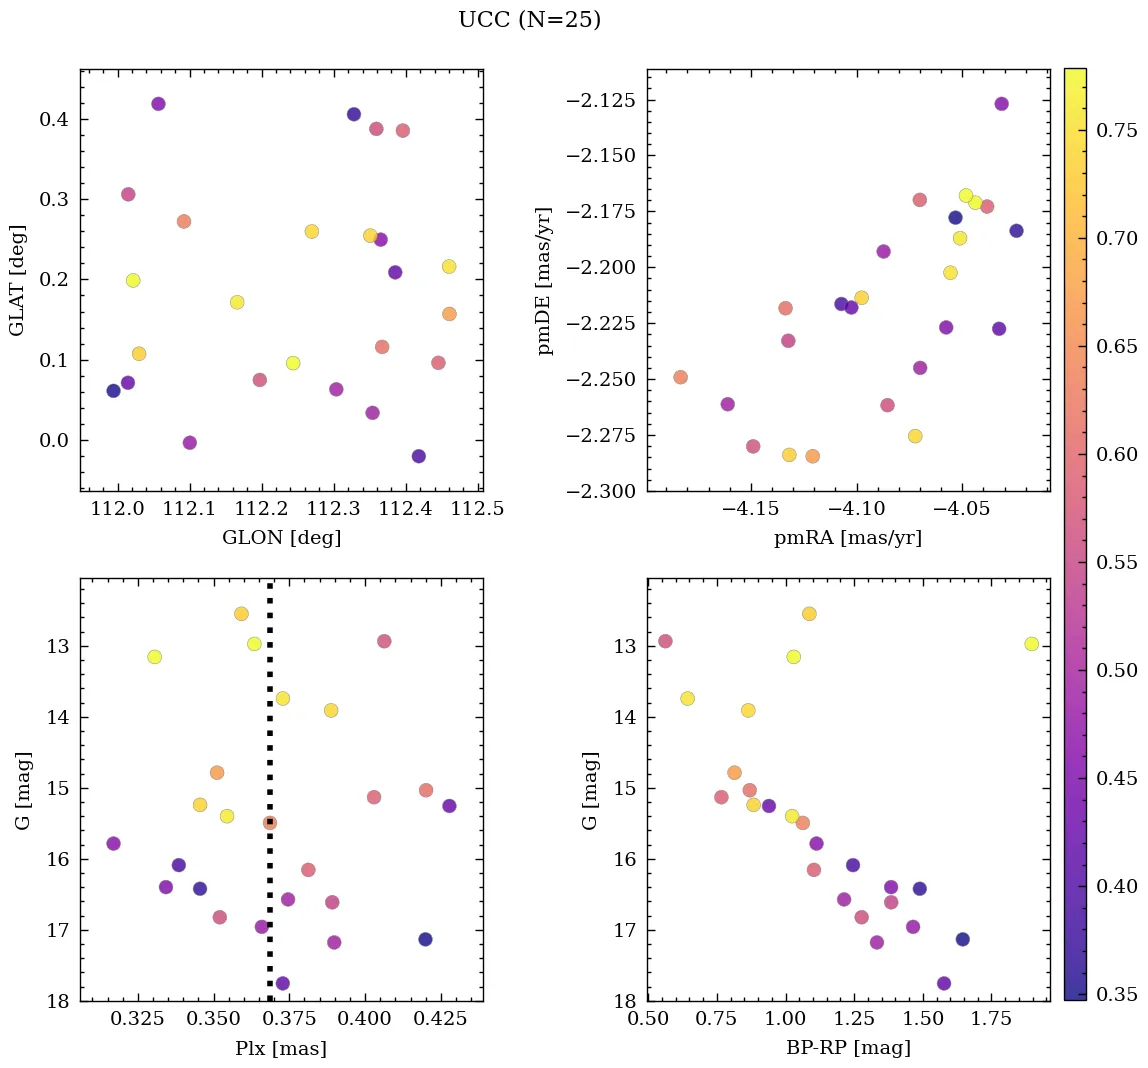 UCC (N=25)
0.4
0.3
0.2
0.1
0.0
GLAT [deg]
112.0 112.1 112.2 112.3 112.4 112.5
GLON [deg]
−2.125
−2.150
−2.175
−2.200
−2.225
−2.250
−2.275
−2.300
pmDE [mas/yr]
−4.15 −4.10 −4.05
pmRA [mas/yr]
13
14
15
16
17
18
G [mag]
0.325 0.350 0.375 0.400 0.425
Plx [mas]
13
14
15
16
17
18
G [mag]
0.50 0.75 1.00 1.25 1.50 1.75
BP-RP [mag]
0.75
0.70
0.65
0.60
0.55
0.50
0.45
0.40
0.35